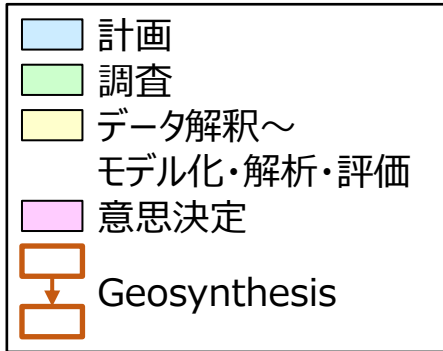 計画
調査
データ解釈～
モデル化・解析・評価
意思決定
Geosynthesis